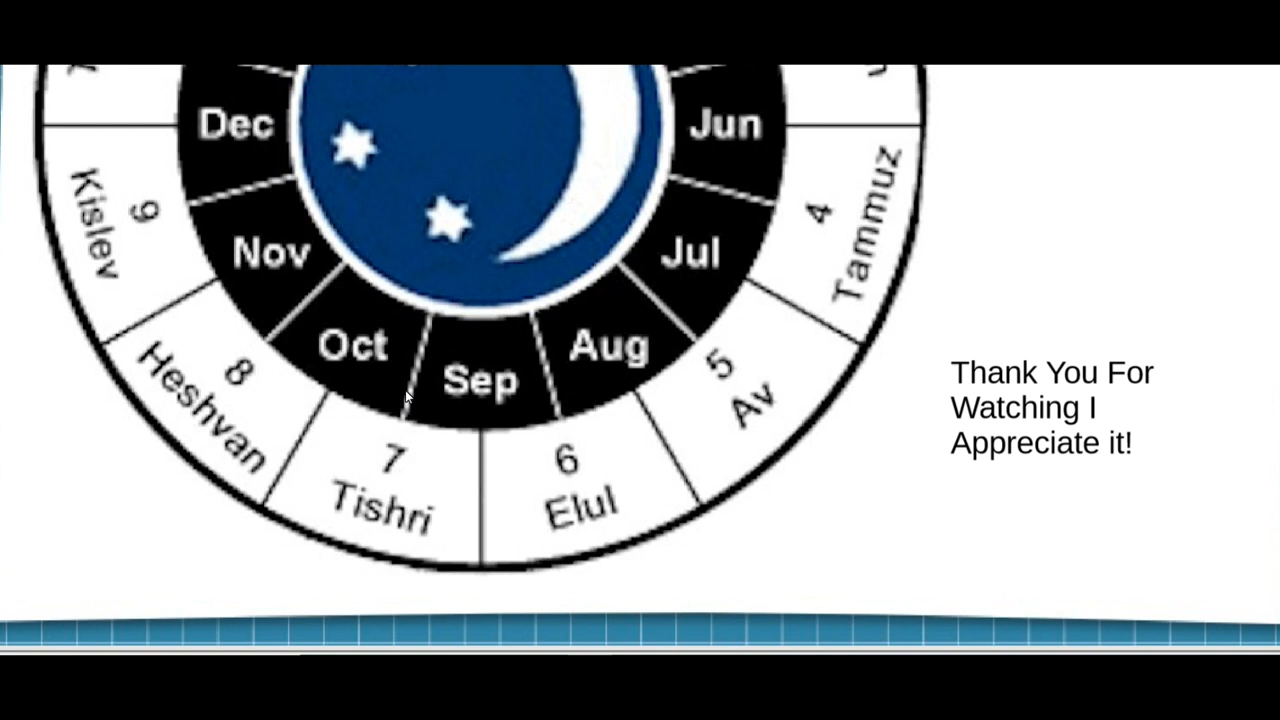 Dec
Jun
Kislev
9
4
Tammuz
Nov
Jul
Oct
Aug
Sep
8
Heshvan
5
Av
7
Tishri
6
Elul
Thank You For
Watching I
Appreciate it!